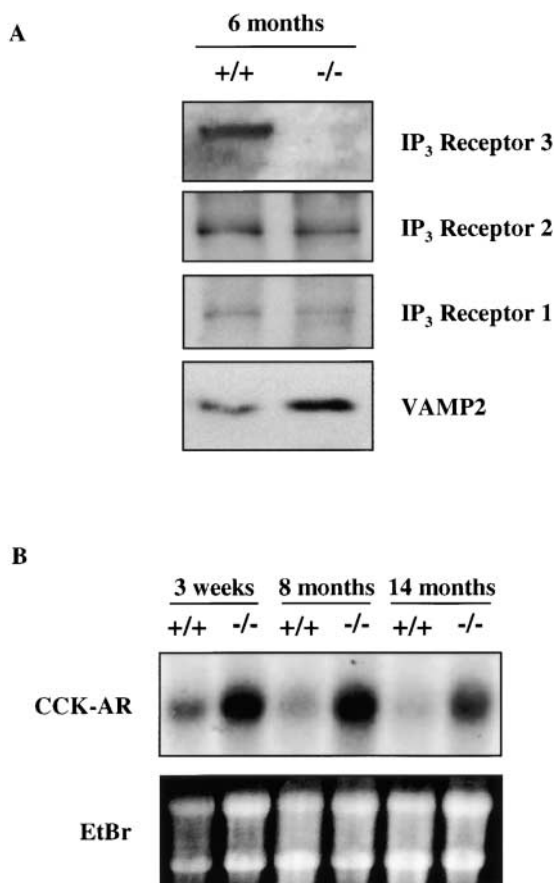 A
6 months
+/+ -/-
IP₃ Receptor 3
IP₃ Receptor 2
IP₃ Receptor 1
VAMP2
B
3 weeks 8 months 14 months
+/+ -/- +/+ -/- +/+ -/-
CCK-AR
EtBr